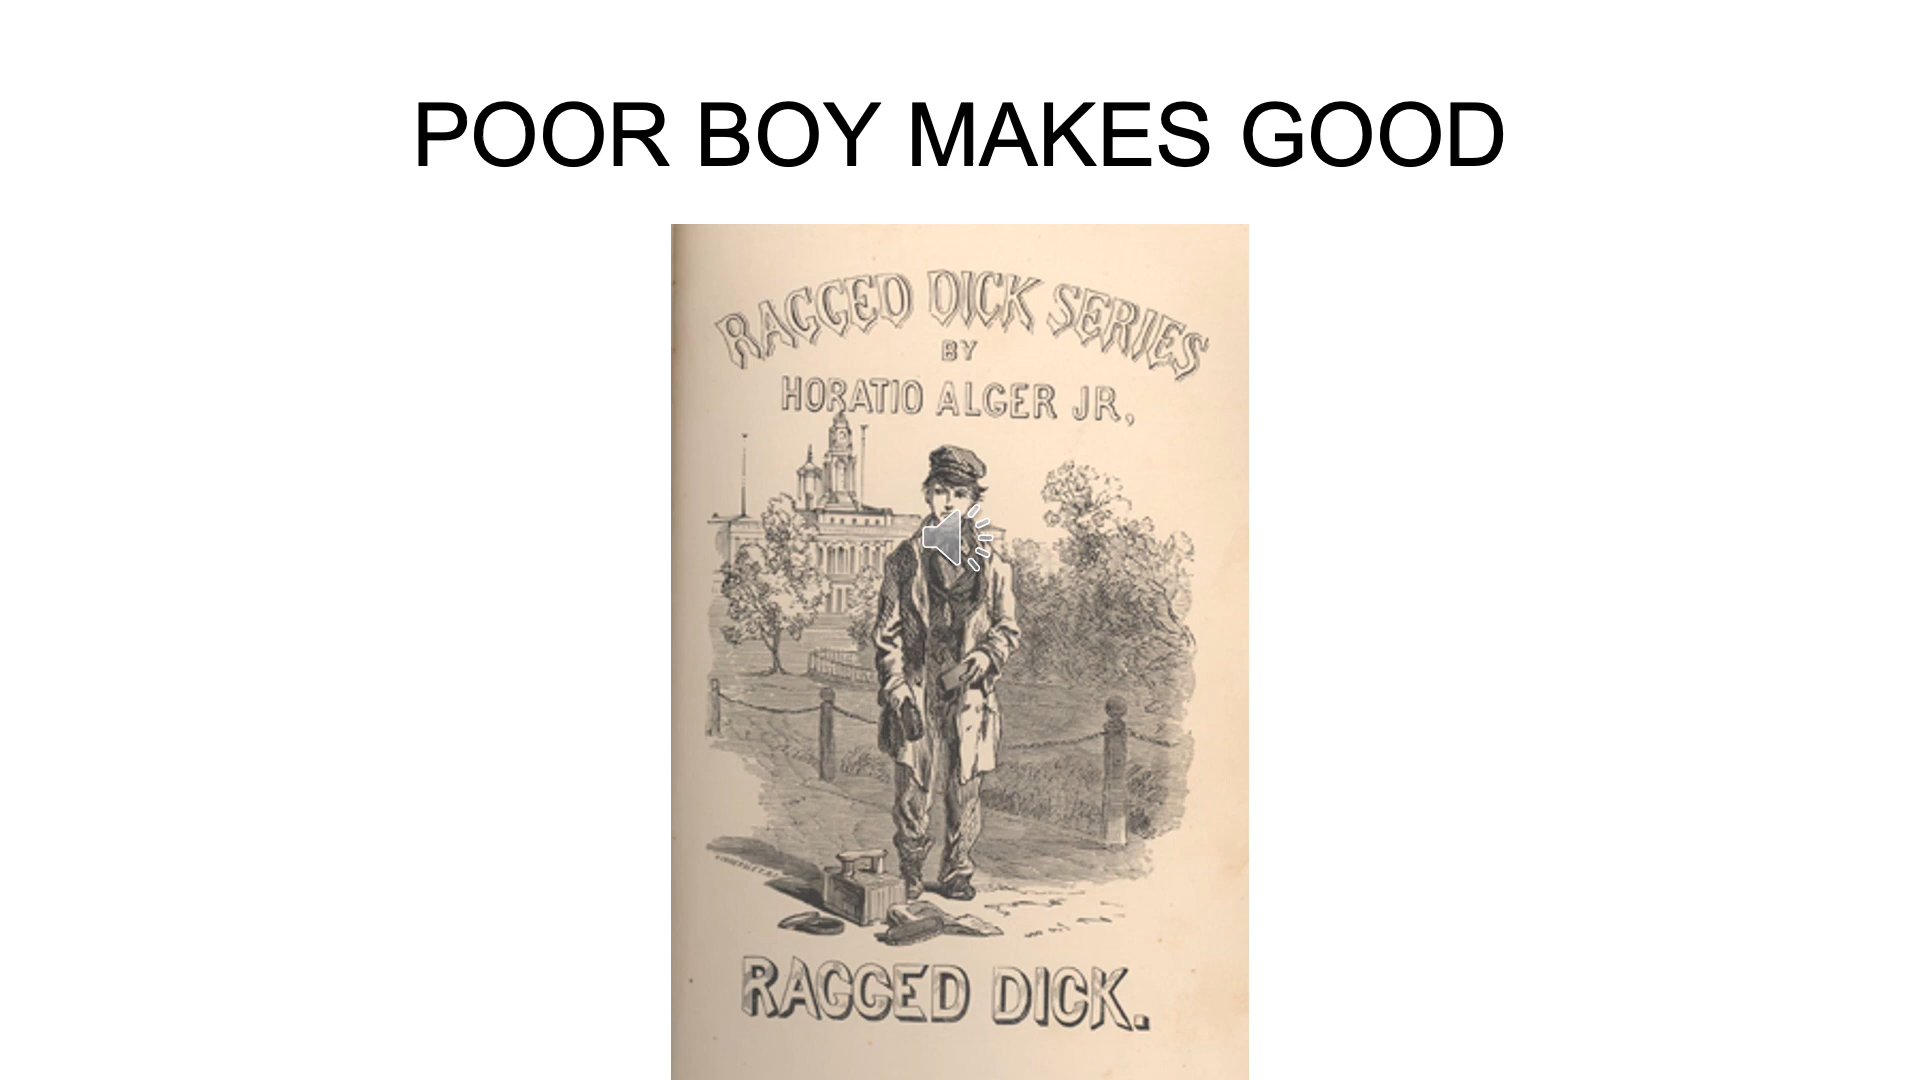 POOR BOY MAKES GOOD
RAGGED DICK SERIES
BY
HORATIO ALGER JR,
RAGGED DICK.